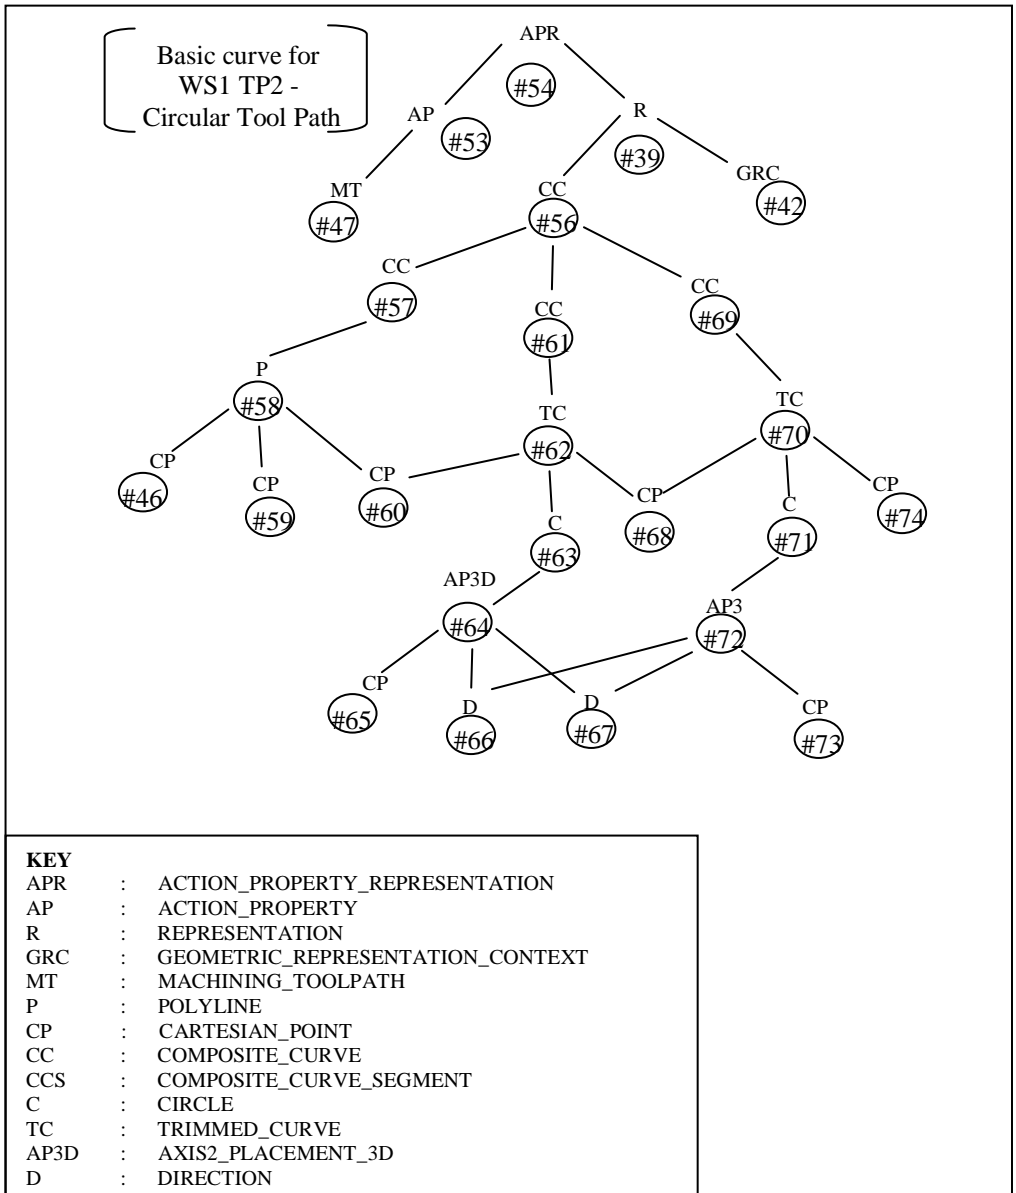 Basic curve for
WS1 TP2 -
Circular Tool Path
APR
#54
AP
#53
R
#39
MT
#47
GRC
#42
CC
#56
CC
#57
CC
#61
CC
#69
P
#58
TC
#62
TC
#70
CP
#46
CP
#59
CP
#60
CP
#68
CP
#74
C
#63
C
#71
AP3D
#64
AP3
#72
CP
#65
D
#66
D
#67
CP
#73
KEY
APR : ACTION_PROPERTY_REPRESENTATION
AP : ACTION_PROPERTY
R : REPRESENTATION
GRC : GEOMETRIC_REPRESENTATION_CONTEXT
MT : MACHINING_TOOLPATH
P : POLYLINE
CP : CARTESIAN_POINT
CC : COMPOSITE_CURVE
CCS : COMPOSITE_CURVE_SEGMENT
C : CIRCLE
TC : TRIMMED_CURVE
AP3D : AXIS2_PLACEMENT_3D
D : DIRECTION